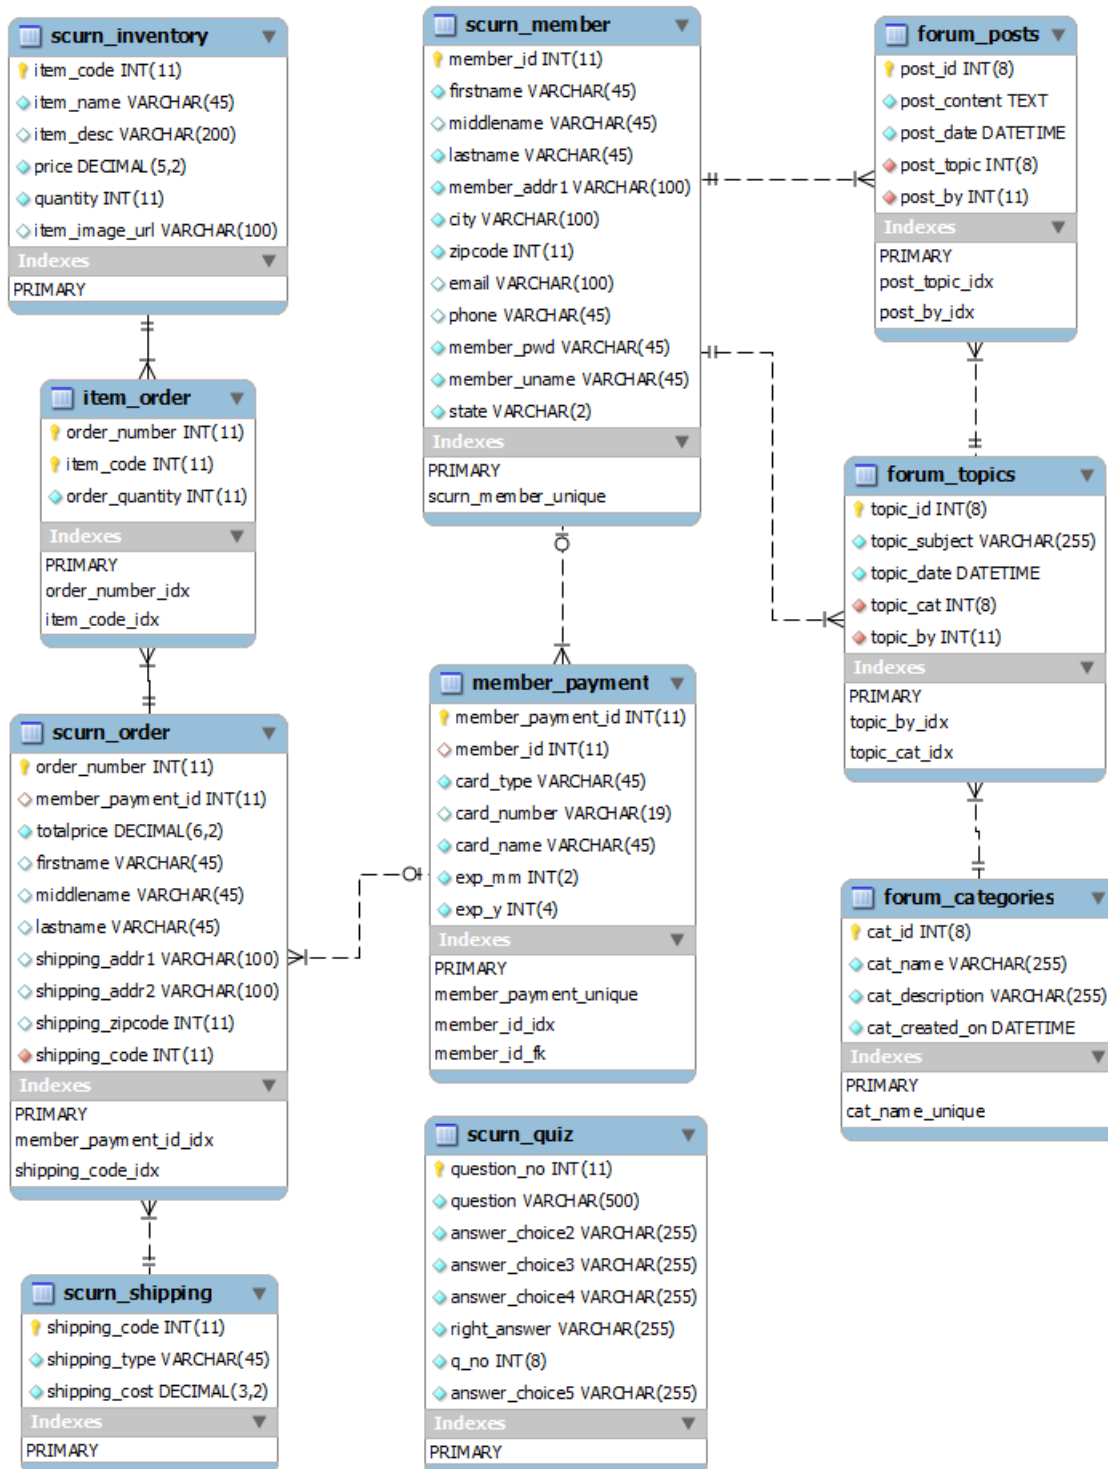 scurn_inventory
item_code INT(11)
item_name VARCHAR(45)
item_desc VARCHAR(200)
price DECIMAL(5,2)
quantity INT(11)
item_image_url VARCHAR(100)
Indexes
PRIMARY
item_order
order_number INT(11)
item_code INT(11)
order_quantity INT(11)
Indexes
PRIMARY
order_number_idx
item_code_idx
scurn_order
order_number INT(11)
member_payment_id INT(11)
totalprice DECIMAL(6,2)
firstname VARCHAR(45)
middlename VARCHAR(45)
lastname VARCHAR(45)
shipping_addr1 VARCHAR(100)
shipping_addr2 VARCHAR(100)
shipping_zipcode INT(11)
shipping_code INT(11)
Indexes
PRIMARY
member_payment_id_idx
shipping_code_idx
scurn_shipping
shipping_code INT(11)
shipping_type VARCHAR(45)
shipping_cost DECIMAL(3,2)
Indexes
PRIMARY
scurn_member
member_id INT(11)
firstname VARCHAR(45)
middlename VARCHAR(45)
lastname VARCHAR(45)
member_addr1 VARCHAR(100)
city VARCHAR(100)
zipcode INT(11)
email VARCHAR(100)
phone VARCHAR(45)
member_pwd VARCHAR(45)
member_uname VARCHAR(45)
state VARCHAR(2)
Indexes
PRIMARY
scurn_member_unique
member_payment
member_payment_id INT(11)
member_id INT(11)
card_type VARCHAR(45)
card_number VARCHAR(19)
card_name VARCHAR(45)
exp_mm INT(2)
exp_y INT(4)
Indexes
PRIMARY
member_payment_unique
member_id_idx
member_id_fk
scurn_quiz
question_no INT(11)
question VARCHAR(500)
answer_choice2 VARCHAR(255)
answer_choice3 VARCHAR(255)
answer_choice4 VARCHAR(255)
right_answer VARCHAR(255)
q_no INT(8)
answer_choice5 VARCHAR(255)
Indexes
PRIMARY
forum_posts
post_id INT(8)
post_content TEXT
post_date DATETIME
post_topic INT(8)
post_by INT(11)
Indexes
PRIMARY
post_topic_idx
post_by_idx
forum_topics
topic_id INT(8)
topic_subject VARCHAR(255)
topic_date DATETIME
topic_cat INT(8)
topic_by INT(11)
Indexes
PRIMARY
topic_by_idx
topic_cat_idx
forum_categories
cat_id INT(8)
cat_name VARCHAR(255)
cat_description VARCHAR(255)
cat_created_on DATETIME
Indexes
PRIMARY
cat_name_unique